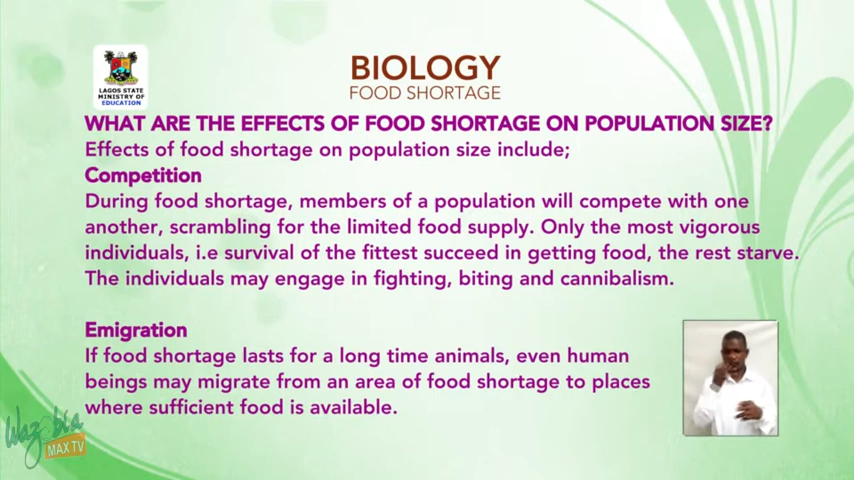 LAGOS STATE
MINISTRY OF
EDUCATION
BIOLOGY
FOOD SHORTAGE
WHAT ARE THE EFFECTS OF FOOD SHORTAGE ON POPULATION SIZE?
Effects of food shortage on population size include;
Competition
During food shortage, members of a population will compete with one
another, scrambling for the limited food supply. Only the most vigorous
individuals, i.e survival of the fittest succeed in getting food, the rest starve.
The individuals may engage in fighting, biting and cannibalism.
Emigration
If food shortage lasts for a long time animals, even human
beings may migrate from an area of food shortage to places
where sufficient food is available.
Wazobia
MAX TV